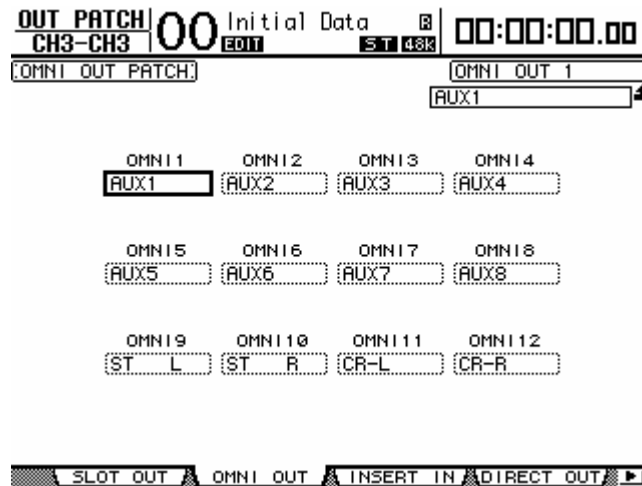 OUT PATCH
CH3-CH3
00
Initial Data R
EDIT ST 48K
00:00:00.00
OMNI OUT PATCH
OMNI OUT 1
AUX1
OMNI1 OMNI2 OMNI3 OMNI4
AUX1 AUX2 AUX3 AUX4
OMNI5 OMNI6 OMNI7 OMNI8
AUX5 AUX6 AUX7 AUX8
OMNI9 OMNI10 OMNI11 OMNI12
ST L ST R CR-L CR-R
SLOT OUT OMNI OUT INSERT IN DIRECT OUT